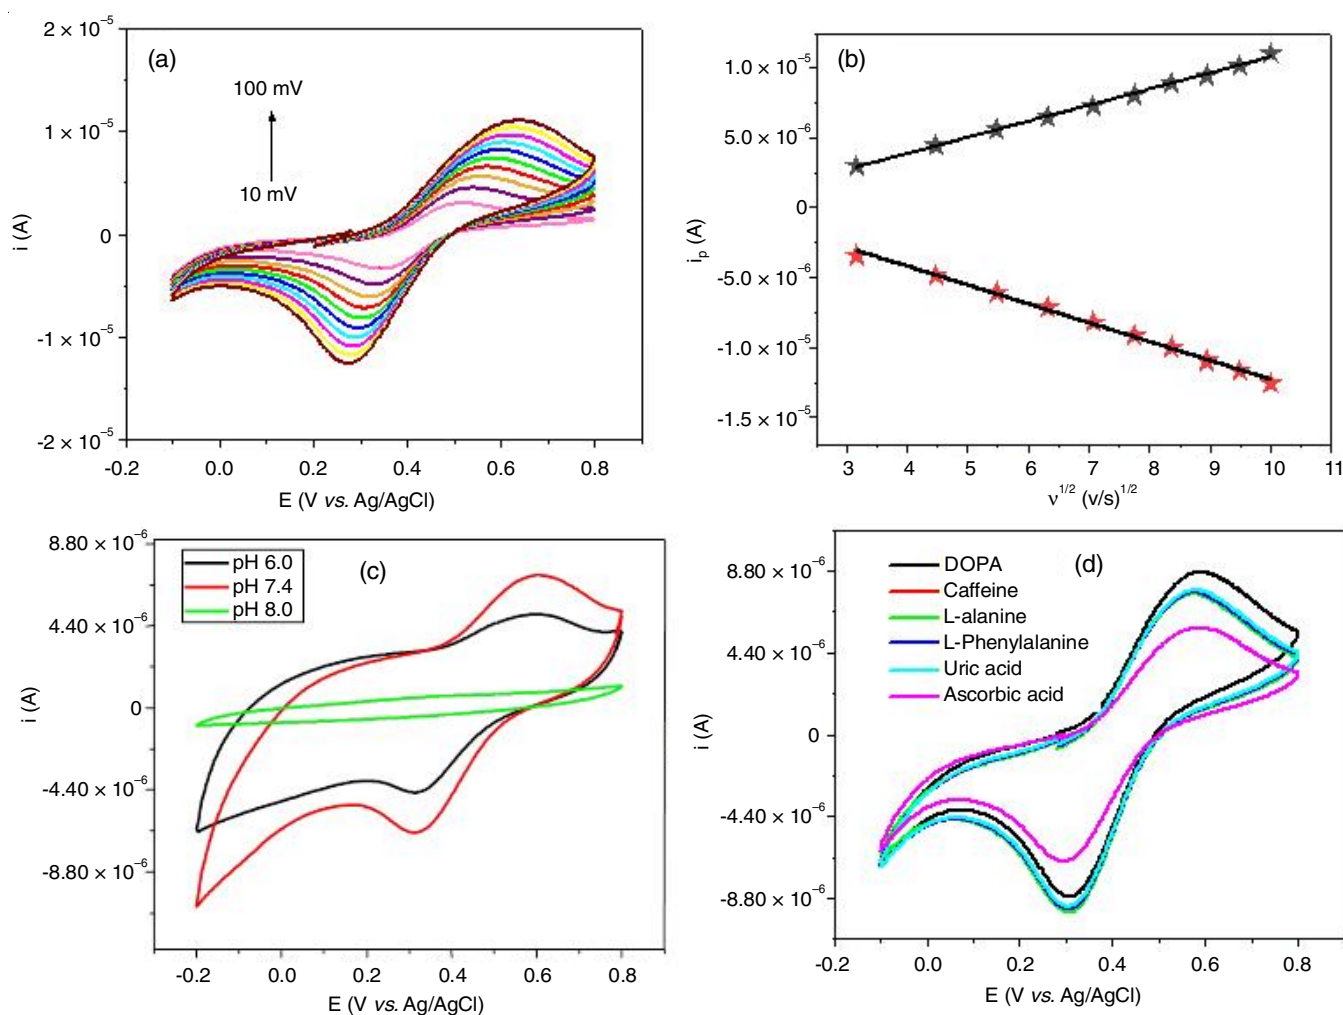 2 × 10⁻⁵
1 × 10⁻⁵
0
-1 × 10⁻⁵
-2 × 10⁻⁵
i (A)
(a)
100 mV
10 mV
-0.2 0.0 0.2 0.4 0.6 0.8
E (V vs. Ag/AgCl)
1.0 × 10⁻⁵
5.0 × 10⁻⁶
0
-5.0 × 10⁻⁶
-1.0 × 10⁻⁵
-1.5 × 10⁻⁵
iₚ (A)
(b)
3 4 5 6 7 8 9 10 11
ν^1/2 (v/s)^1/2
8.80 × 10⁻⁶
4.40 × 10⁻⁶
0
-4.40 × 10⁻⁶
-8.80 × 10⁻⁶
i (A)
pH 6.0
pH 7.4
pH 8.0
(c)
-0.2 0.0 0.2 0.4 0.6 0.8
E (V vs. Ag/AgCl)
8.80 × 10⁻⁶
4.40 × 10⁻⁶
0
-4.40 × 10⁻⁶
-8.80 × 10⁻⁶
i (A)
DOPA
Caffeine
L-alanine
L-Phenylalanine
Uric acid
Ascorbic acid
(d)
-0.2 0.0 0.2 0.4 0.6 0.8
E (V vs. Ag/AgCl)